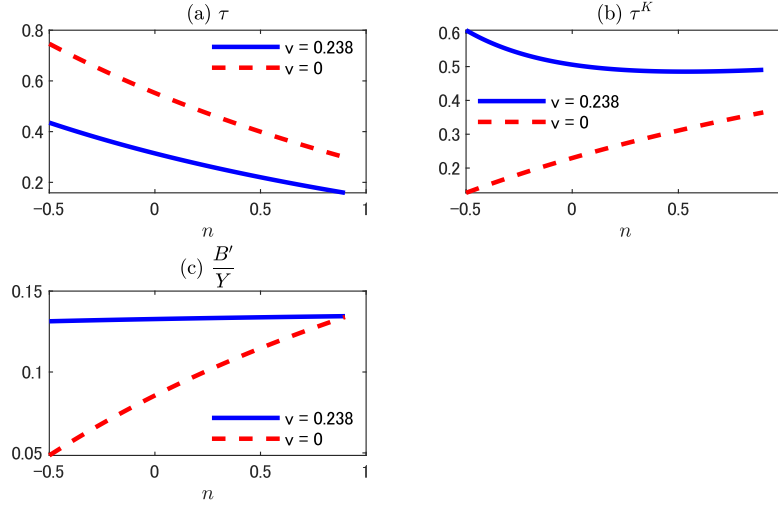 (a) τ
0.8
0.6
0.4
0.2
−0.5 0 0.5 1
n
v = 0.238
v = 0
(b) τ^K
0.6
0.5
0.4
0.3
0.2
−0.5 0 0.5
n
v = 0.238
v = 0
(c) B′/Y
0.15
0.1
0.05
−0.5 0 0.5 1
n
v = 0.238
v = 0